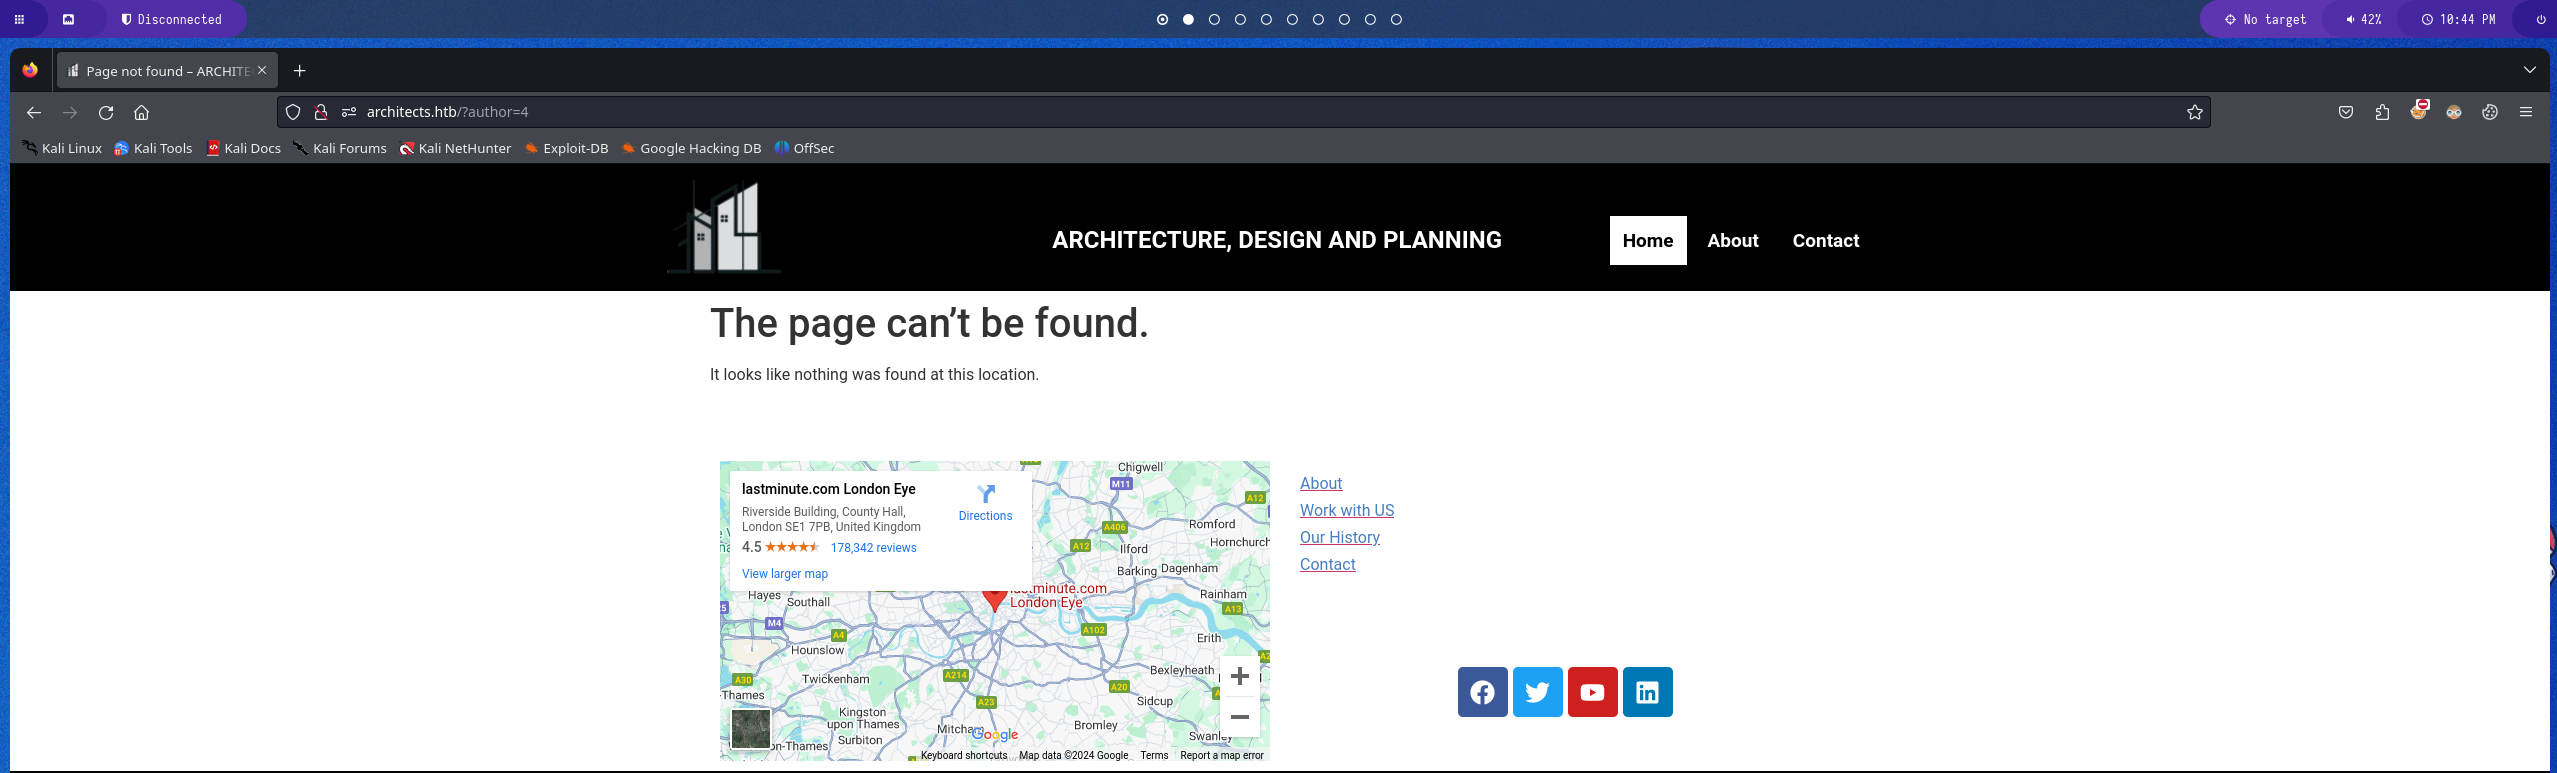 Disconnected
No target
42%
10:44 PM
Page not found – ARCHITE
architects.htb/?author=4
Kali Linux
Kali Tools
Kali Docs
Kali Forums
Kali NetHunter
Exploit-DB
Google Hacking DB
OffSec
ARCHITECTURE, DESIGN AND PLANNING
Home
About
Contact
The page can’t be found.
It looks like nothing was found at this location.
lastminute.com London Eye
Riverside Building, County Hall,
London SE1 7PB, United Kingdom
4.5
178,342 reviews
View larger map
Directions
Chigwell
M11
A12
A406
Romford
Hornchurch
A12
Ilford
Barking
Dagenham
lastminute.com
London Eye
Hayes
Southall
Rainham
A13
M4
A4
A102
Erith
Hounslow
Bexleyheath
A30
Twickenham
A214
A20
-Thames
A23
Sidcup
Kingston
upon Thames
Bromley
Mitcham
Google
Surbiton
Swanley
on-Thames
Keyboard shortcuts
Map data ©2024 Google
Terms
Report a map error
About
Work with US
Our History
Contact